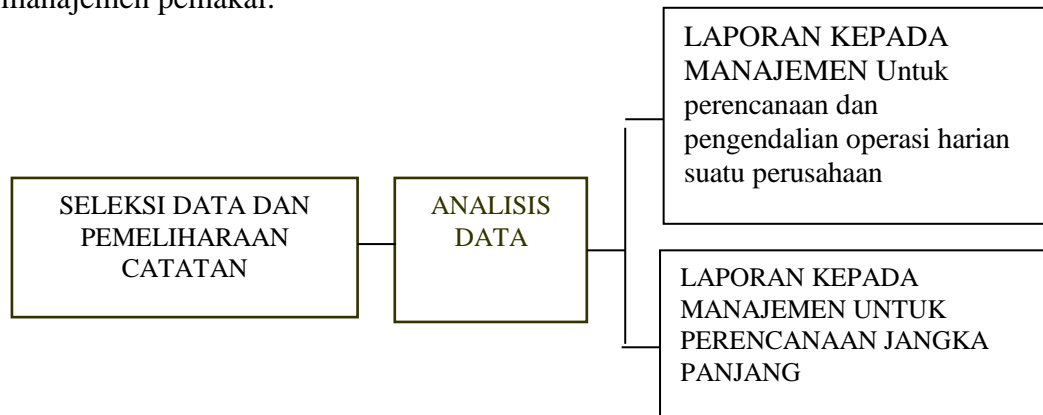 manajemen pemakai.
LAPORAN KEPADA
MANAJEMEN Untuk
perencanaan dan
pengendalian operasi harian
suatu perusahaan
SELEKSI DATA DAN
PEMELIHARAAN
CATATAN
ANALISIS
DATA
LAPORAN KEPADA
MANAJEMEN UNTUK
PERENCANAAN JANGKA
PANJANG